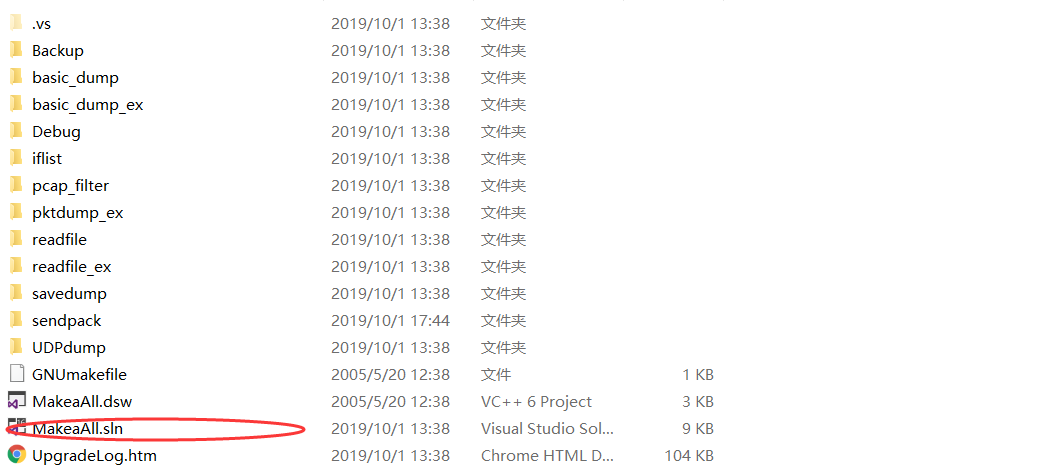 .vs 2019/10/1 13:38 文件夹
Backup 2019/10/1 13:38 文件夹
basic_dump 2019/10/1 13:38 文件夹
basic_dump_ex 2019/10/1 13:38 文件夹
Debug 2019/10/1 13:38 文件夹
iflist 2019/10/1 13:38 文件夹
pcap_filter 2019/10/1 13:38 文件夹
pktdump_ex 2019/10/1 13:38 文件夹
readfile 2019/10/1 13:38 文件夹
readfile_ex 2019/10/1 13:38 文件夹
savedump 2019/10/1 13:38 文件夹
sendpack 2019/10/1 17:44 文件夹
UDPdump 2019/10/1 13:38 文件夹
GNUmakefile 2005/5/20 12:38 文件 1 KB
MakeaAll.dsw 2005/5/20 12:38 VC++ 6 Project 3 KB
MakeaAll.sln 2019/10/1 13:38 Visual Studio Sol... 9 KB
UpgradeLog.htm 2019/10/1 13:38 Chrome HTML D... 104 KB